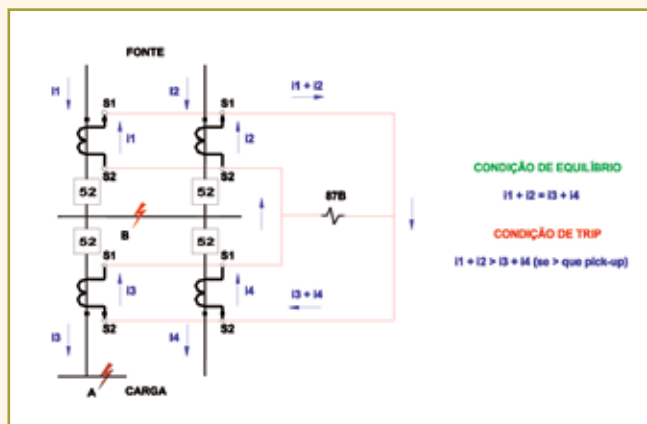 FONTE
I1
I2
S1
S1
i1 + i2
i1
i2
S2
S2
52
52
87B
B
52
52
S1
S1
i3
i4
i3 + i4
S2
S2
I3
I4
A
CARGA
CONDIÇÃO DE EQUILÍBRIO
i1 + i2 = i3 + i4
CONDIÇÃO DE TRIP
i1 + i2 > i3 + i4 (se > que pick-up)